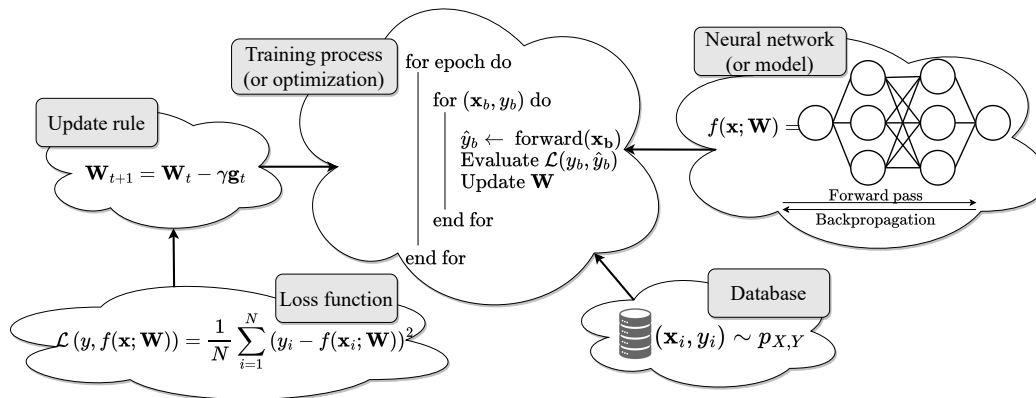 Training process
(or optimization)
for epoch do
for (𝐱_b, y_b) do
ŷ_b ← forward(𝐱_𝐛)
Evaluate ℒ(y_b, ŷ_b)
Update 𝐖
end for
end for
Neural network
(or model)
f(𝐱; 𝐖) =
Forward pass
Backpropagation
Update rule
𝐖_{t+1} = 𝐖_t − γ𝐠_t
Loss function
ℒ (y, f(𝐱; 𝐖)) = \frac{1}{N} \sum_{i=1}^{N} (y_i − f(𝐱_i; 𝐖))^2
Database
(𝐱_i, y_i) ∼ p_{X,Y}